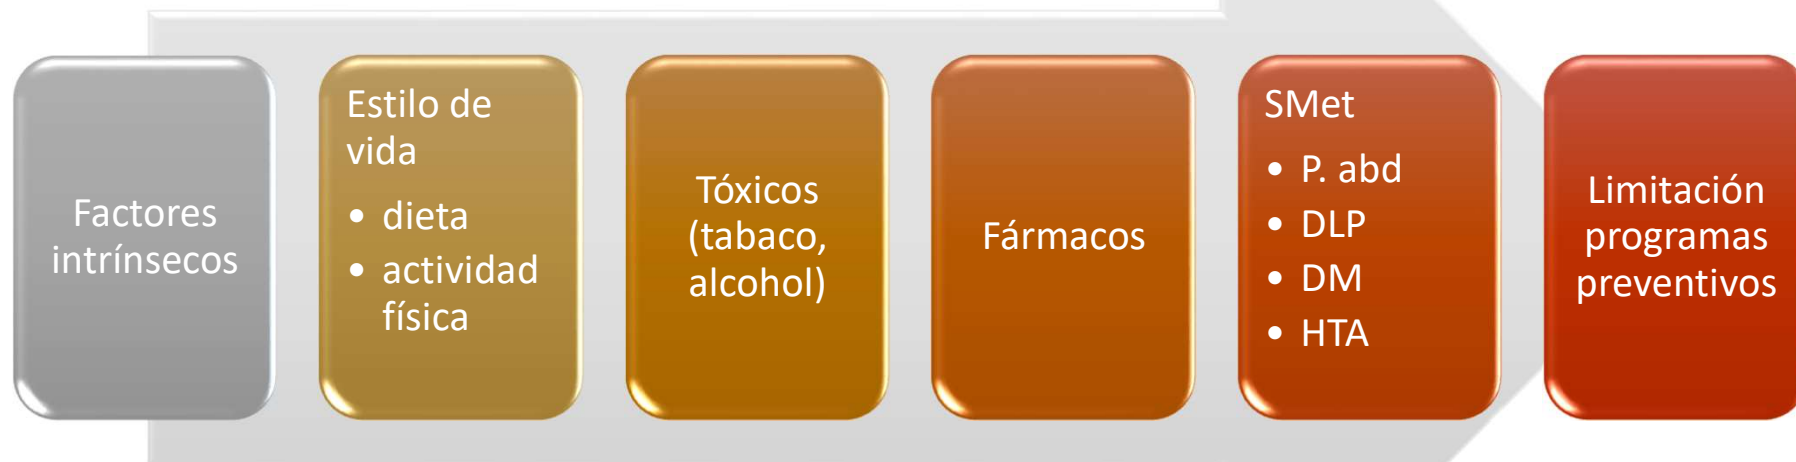 Factores
intrínsecos
Estilo de
vida
• dieta
• actividad
física
Tóxicos
(tabaco,
alcohol)
Fármacos
SMet
• P. abd
• DLP
• DM
• HTA
Limitación
programas
preventivos